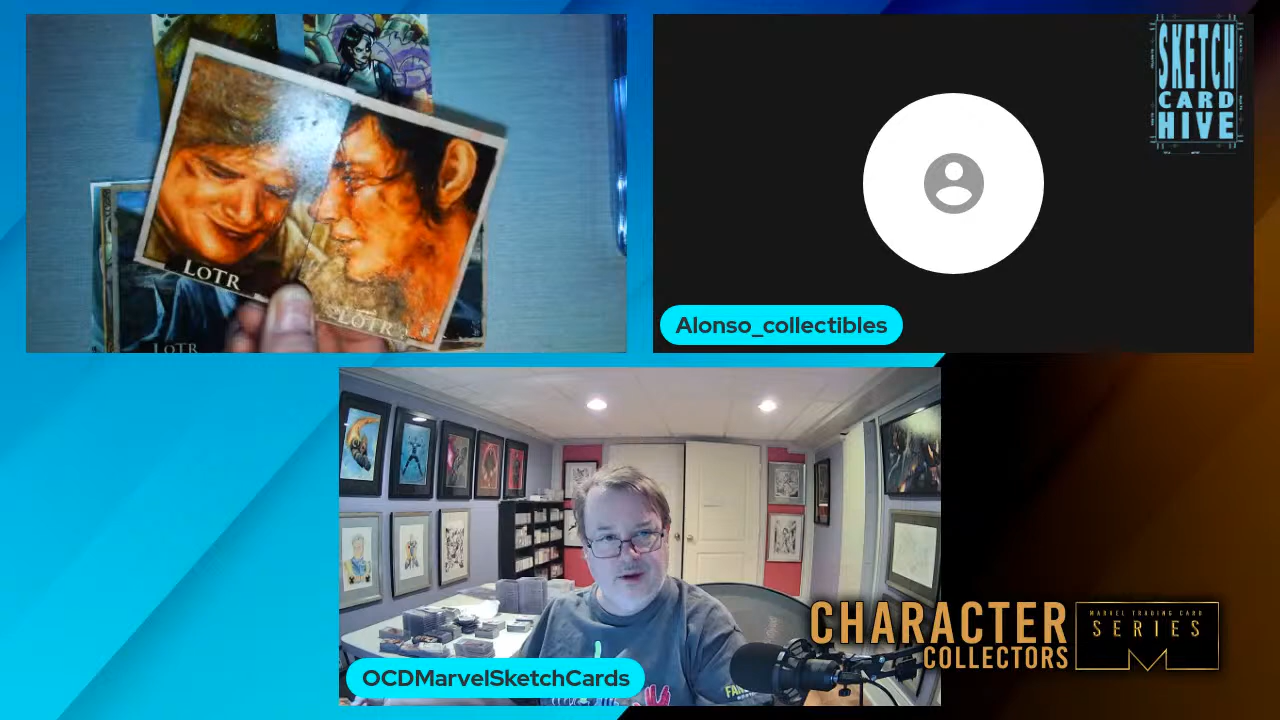 SKETCH
CARD
HIVE
LOTR
LOTR
LOTR
Alonso_collectibles
CHARACTER
COLLECTORS
MARVEL TRADING CARD
SERIES
OCDMarvelSketchCards